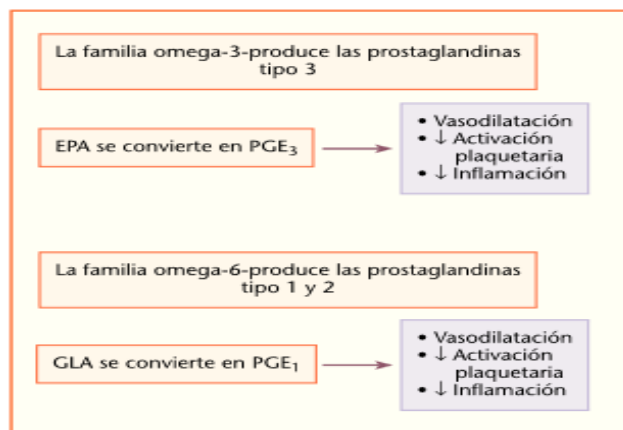 La familia omega-3-produce las prostaglandinas
tipo 3
EPA se convierte en PGE₃
• Vasodilatación
• ↓ Activación
plaquetaria
• ↓ Inflamación
La familia omega-6-produce las prostaglandinas
tipo 1 y 2
GLA se convierte en PGE₁
• Vasodilatación
• ↓ Activación
plaquetaria
• ↓ Inflamación